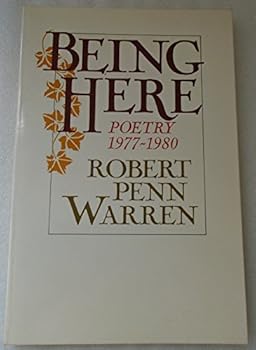 BEING
HERE
POETRY
1977-1980
ROBERT
PENN
WARREN